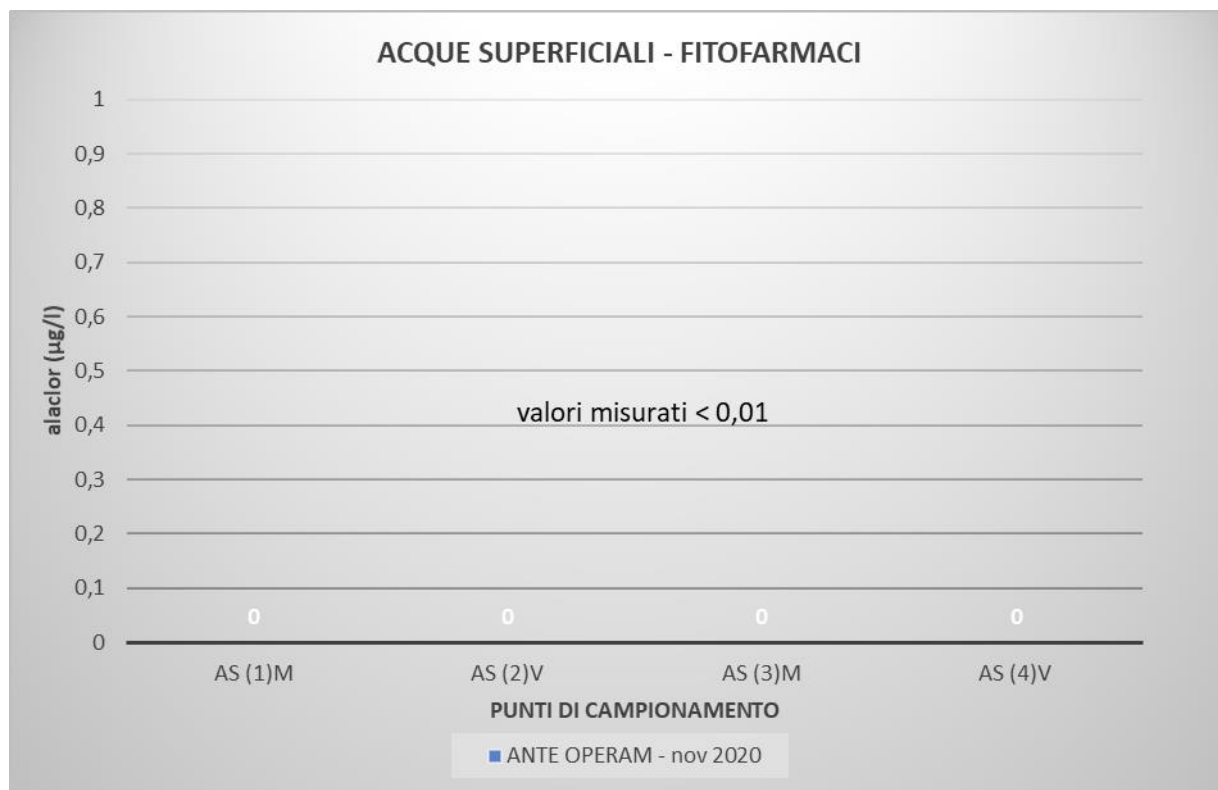 ACQUE SUPERFICIALI - FITOFARMACI
1
0,9
0,8
0,7
0,6
0,5
0,4
0,3
0,2
0,1
0
alaclor (µg/l)
valori misurati < 0,01
0 0 0 0
AS (1)M AS (2)V AS (3)M AS (4)V
PUNTI DI CAMPIONAMENTO
ANTE OPERAM - nov 2020